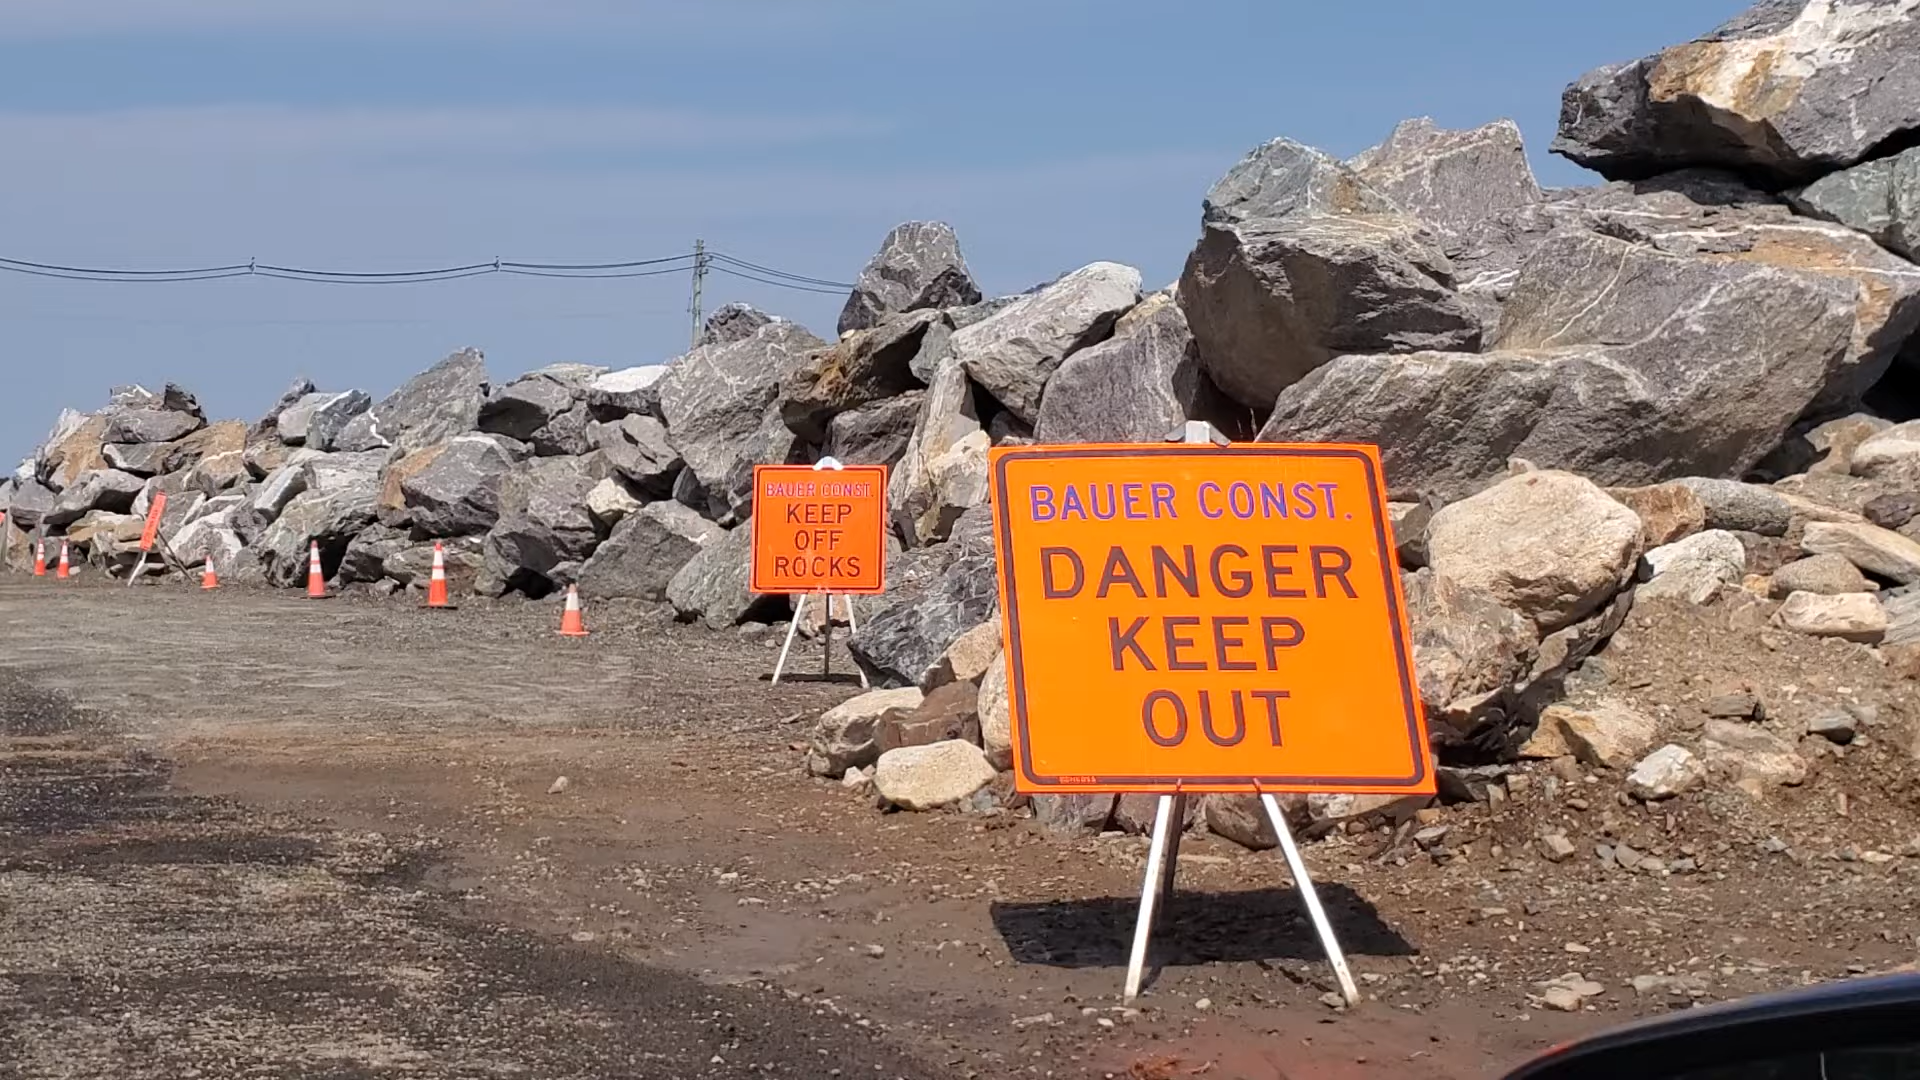 BAUER CONST.
KEEP
OFF
ROCKS
BAUER CONST.
DANGER
KEEP
OUT